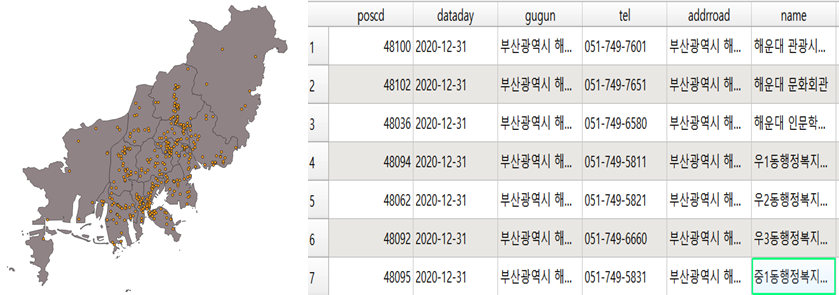 poscd dataday gugun tel addrroad name
1 48100 2020-12-31 부산광역시 해... 051-749-7601 부산광역시 해... 해운대 관광시...
2 48102 2020-12-31 부산광역시 해... 051-749-7651 부산광역시 해... 해운대 문화회관
3 48036 2020-12-31 부산광역시 해... 051-749-6580 부산광역시 해... 해운대 인문학...
4 48094 2020-12-31 부산광역시 해... 051-749-5811 부산광역시 해... 우1동행정복지...
5 48062 2020-12-31 부산광역시 해... 051-749-5821 부산광역시 해... 우2동행정복지...
6 48092 2020-12-31 부산광역시 해... 051-749-6660 부산광역시 해... 우3동행정복지...
7 48095 2020-12-31 부산광역시 해... 051-749-5831 부산광역시 해... 중1동행정복지...